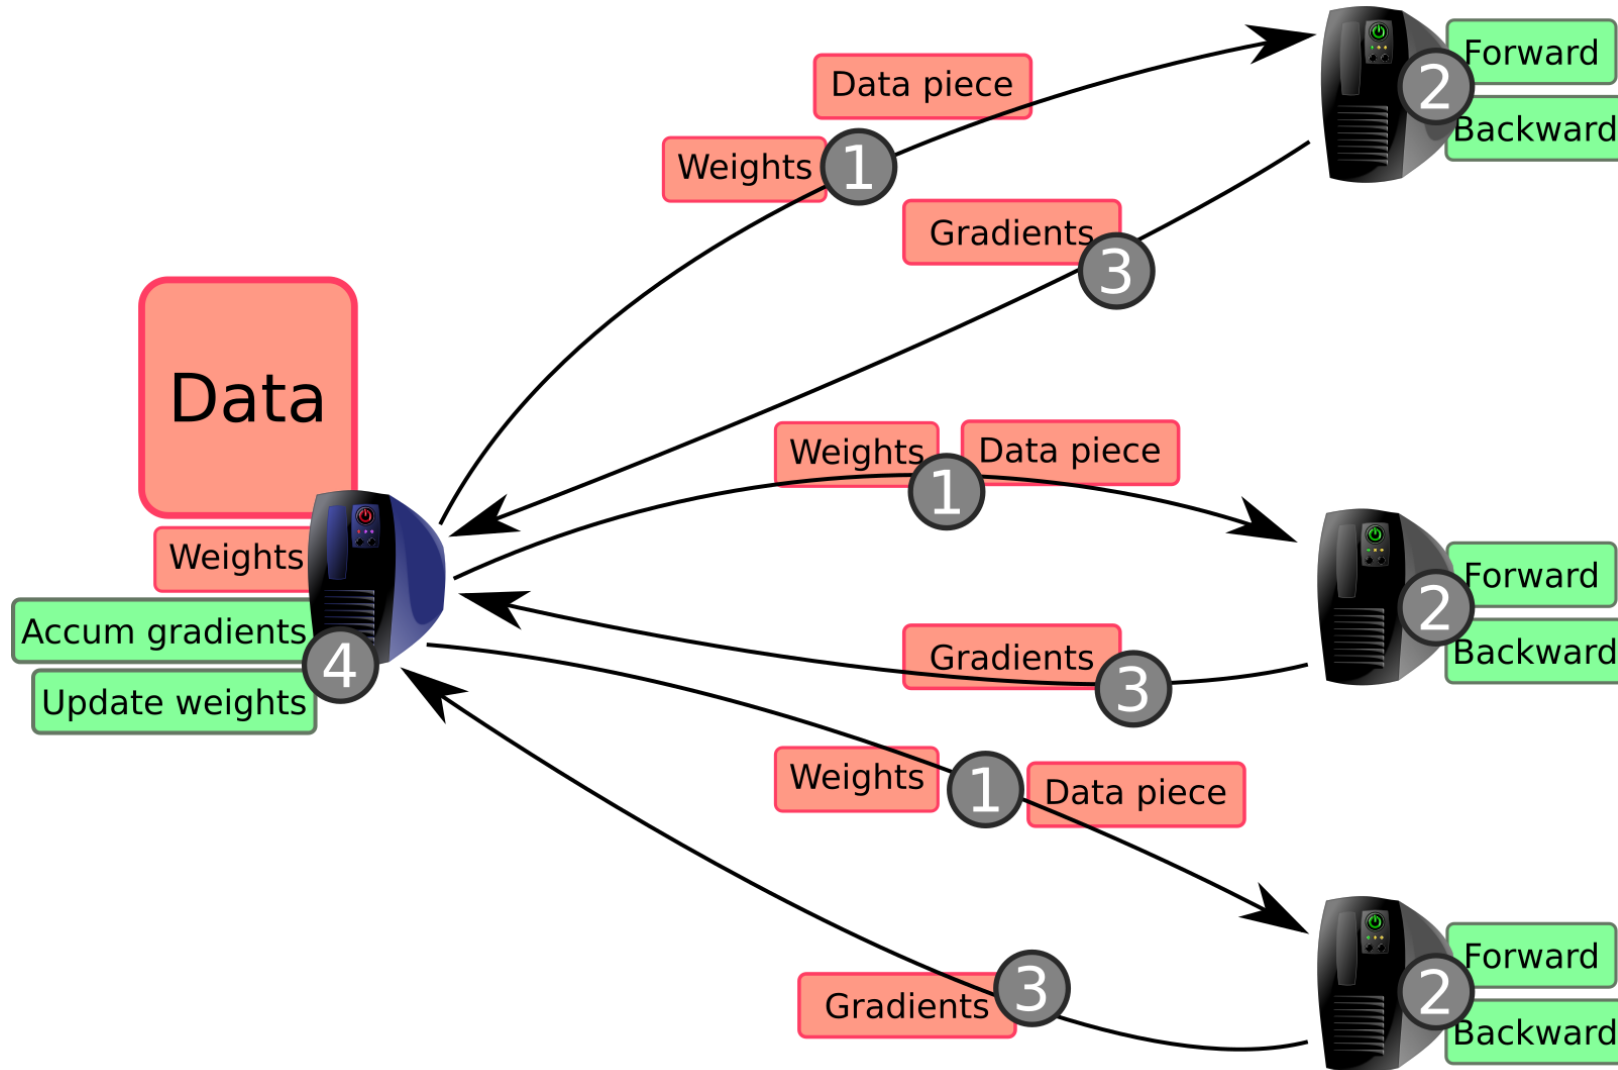 Forward
Data piece
2
Backward
Weights
1
Gradients
3
Data
Weights
1
Data piece
Weights
Forward
2
Accum gradients
Backward
4
Gradients
3
Update weights
Weights
1
Data piece
Forward
3
2
Gradients
Backward